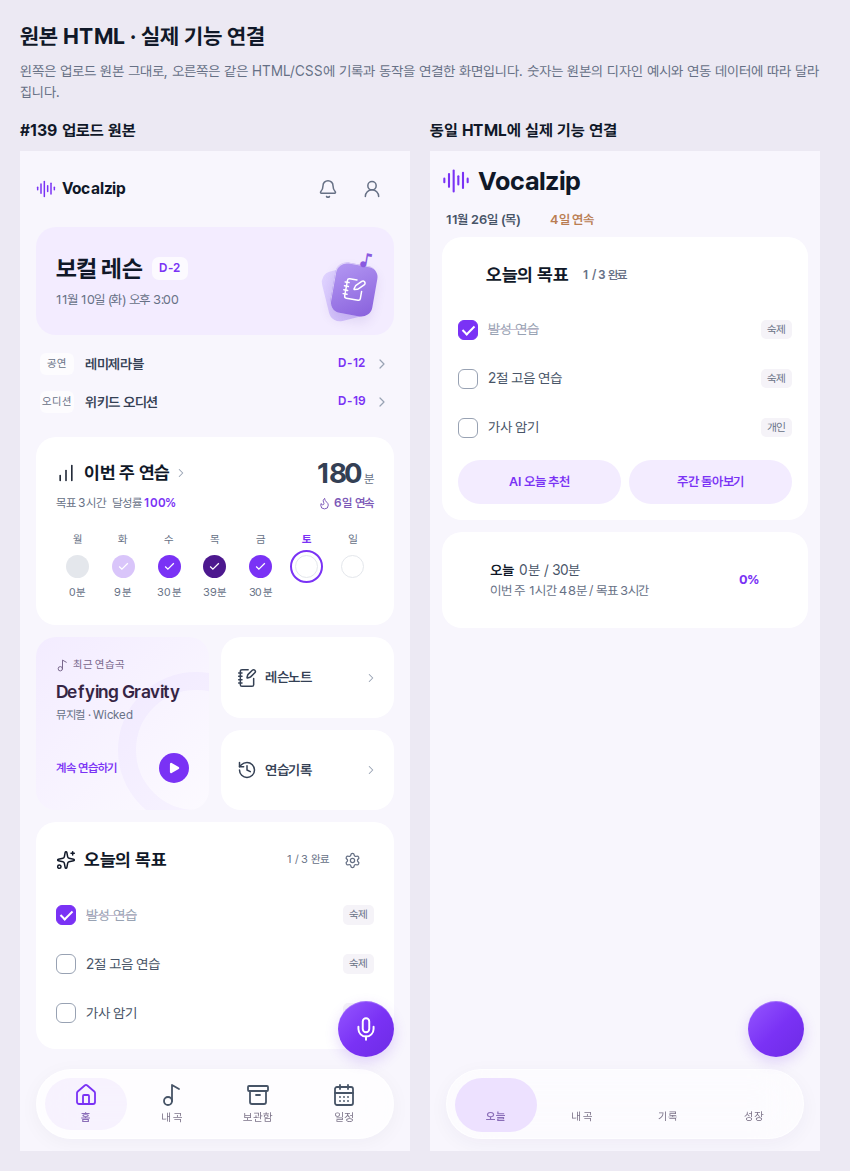 원본 HTML · 실제 기능 연결
왼쪽은 업로드 원본 그대로, 오른쪽은 같은 HTML/CSS에 기록과 동작을 연결한 화면입니다. 숫자는 원본의 디자인 예시와 연동 데이터에 따라 달라
집니다.
#139 업로드 원본
Vocalzip
보컬 레슨 D-2
11월 10일 (화) 오후 3:00
공연 레미제라블 D-12
오디션 위키드 오디션 D-19
이번 주 연습 180분
목표 3시간 달성률 100% 6일 연속
월 화 수 목 금 토 일
0분 9분 30분 39분 30분
최근 연습곡
Defying Gravity
뮤지컬 · Wicked
계속 연습하기
레슨노트
연습기록
오늘의 목표 1 / 3 완료
발성 연습 숙제
2절 고음 연습 숙제
가사 암기
홈 내 곡 보관함 일정
동일 HTML에 실제 기능 연결
Vocalzip
11월 26일 (목) 4일 연속
오늘의 목표 1 / 3 완료
발성 연습 숙제
2절 고음 연습 숙제
가사 암기 개인
AI 오늘 추천 주간 돌아보기
오늘 0분 / 30분
이번 주 1시간 48분 / 목표 3시간
0%
오늘 내 곡 기록 성장